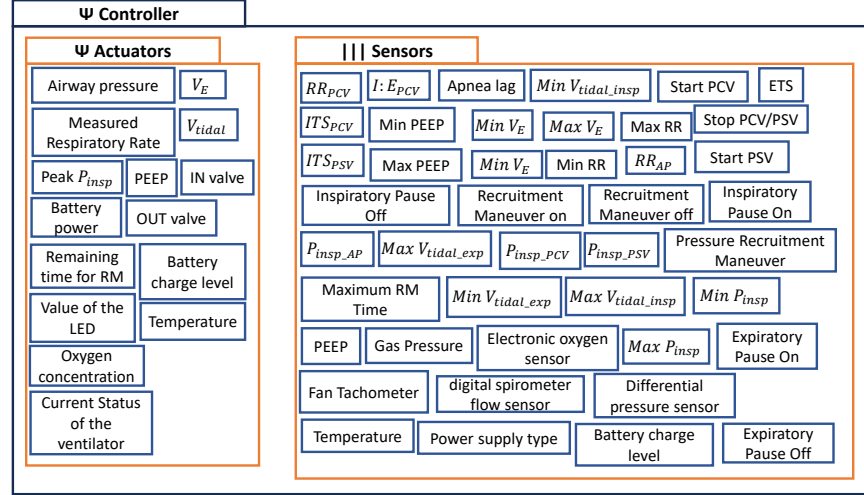 Ψ Controller
Ψ Actuators
Airway pressure
V_E
Measured
Respiratory Rate
V_tidal
Peak P_insp
PEEP
IN valve
Battery
power
OUT valve
Remaining
time for RM
Battery
charge level
Value of the
LED
Temperature
Oxygen
concentration
Current Status
of the
ventilator
||| Sensors
RR_PCV
I: E_PCV
Apnea lag
Min V_tidal_insp
Start PCV
ETS
ITS_PCV
Min PEEP
Min V_E
Max V_E
Max RR
Stop PCV/PSV
ITS_PSV
Max PEEP
Min V_E
Min RR
RR_AP
Start PSV
Inspiratory Pause
Off
Recruitment
Maneuver on
Recruitment
Maneuver off
Inspiratory
Pause On
P_insp_AP
Max V_tidal_exp
P_insp_PCV
P_insp_PSV
Pressure Recruitment
Maneuver
Maximum RM
Time
Min V_tidal_exp
Max V_tidal_insp
Min P_insp
PEEP
Gas Pressure
Electronic oxygen
sensor
Max P_insp
Expiratory
Pause On
Fan Tachometer
digital spirometer
flow sensor
Differential
pressure sensor
Temperature
Power supply type
Battery charge
level
Expiratory
Pause Off